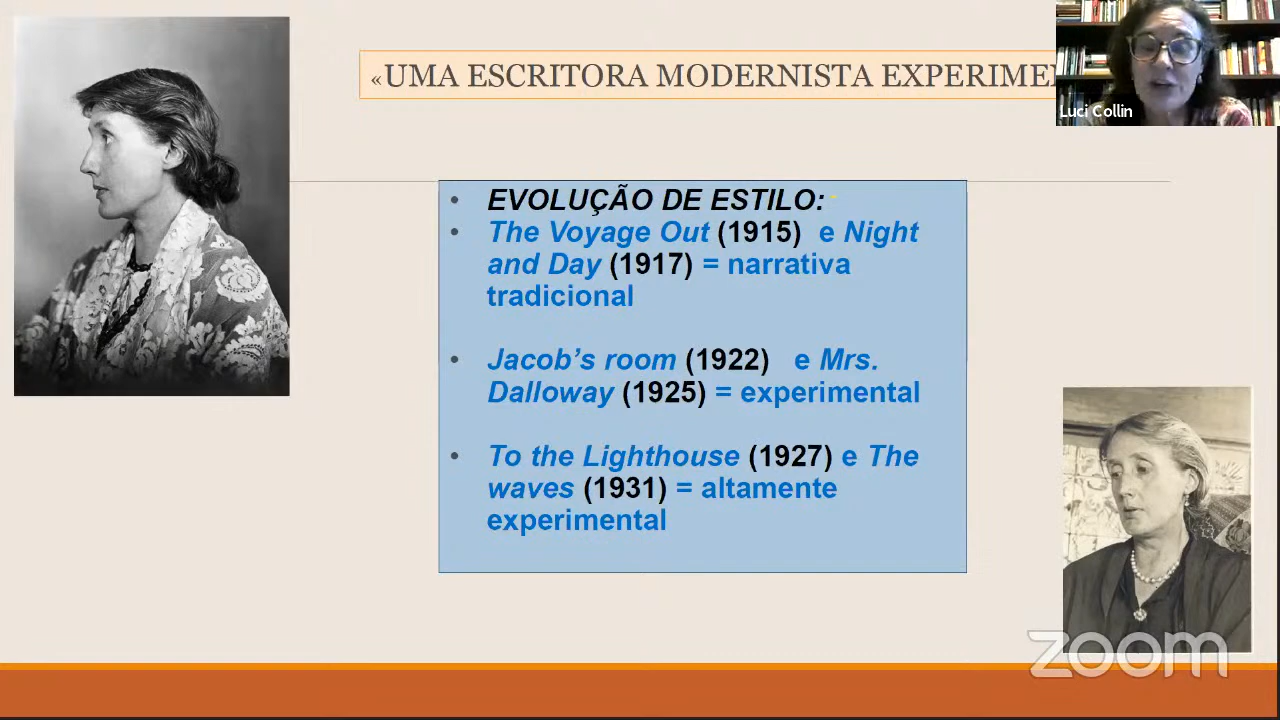 «UMA ESCRITORA MODERNISTA EXPERIME
Luci Collin
EVOLUÇÃO DE ESTILO:
The Voyage Out (1915) e Night
and Day (1917) = narrativa
tradicional
Jacob's room (1922) e Mrs.
Dalloway (1925) = experimental
To the Lighthouse (1927) e The
waves (1931) = altamente
experimental
zoom